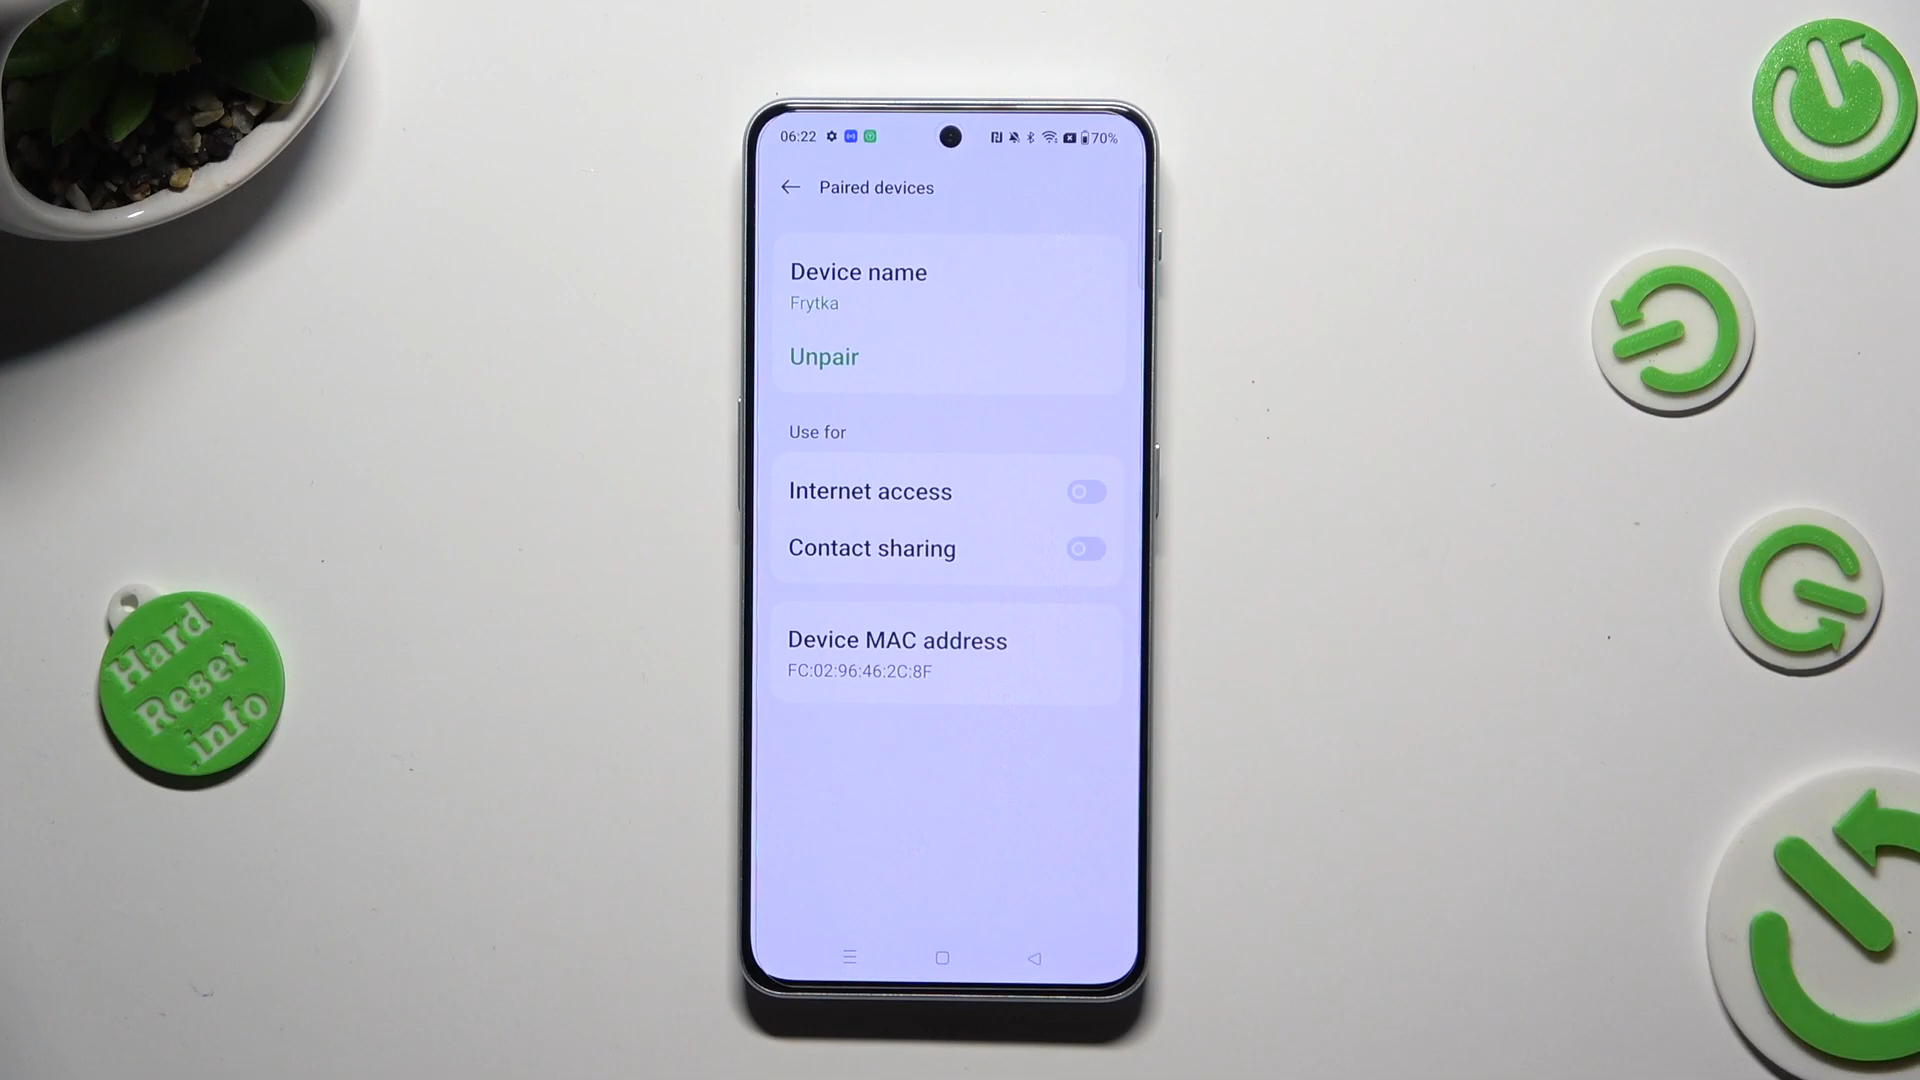 06:22
70%
Paired devices
Device name
Frytka
Unpair
Use for
Internet access
Contact sharing
Device MAC address
FC:02:96:46:2C:8F
Hard
Reset
.info